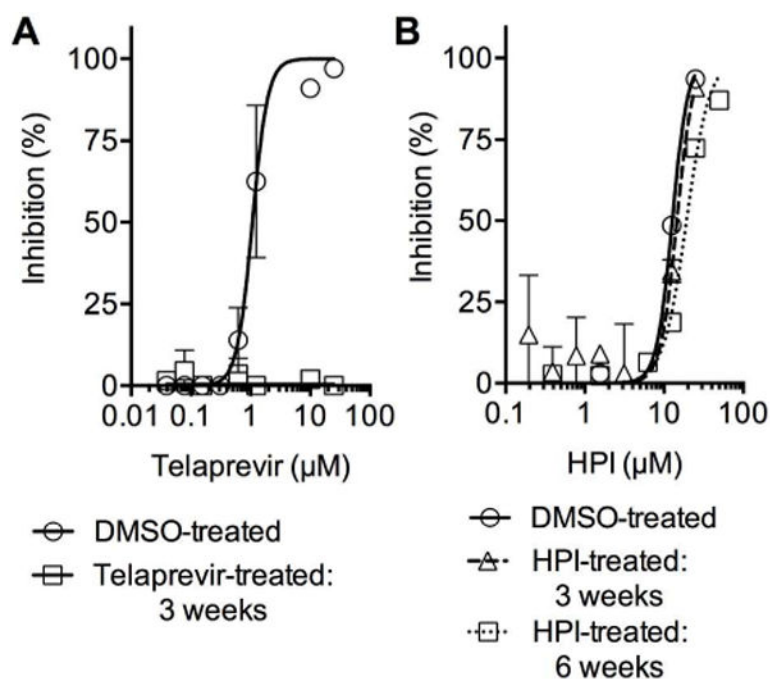 A
B
Inhibition (%)
100
75
50
25
0
0.01 0.1 1 10 100
Telaprevir (µM)
DMSO-treated
Telaprevir-treated:
3 weeks
Inhibition (%)
100
75
50
25
0
0.1 1 10 100
HPI (µM)
DMSO-treated
HPI-treated:
3 weeks
HPI-treated:
6 weeks